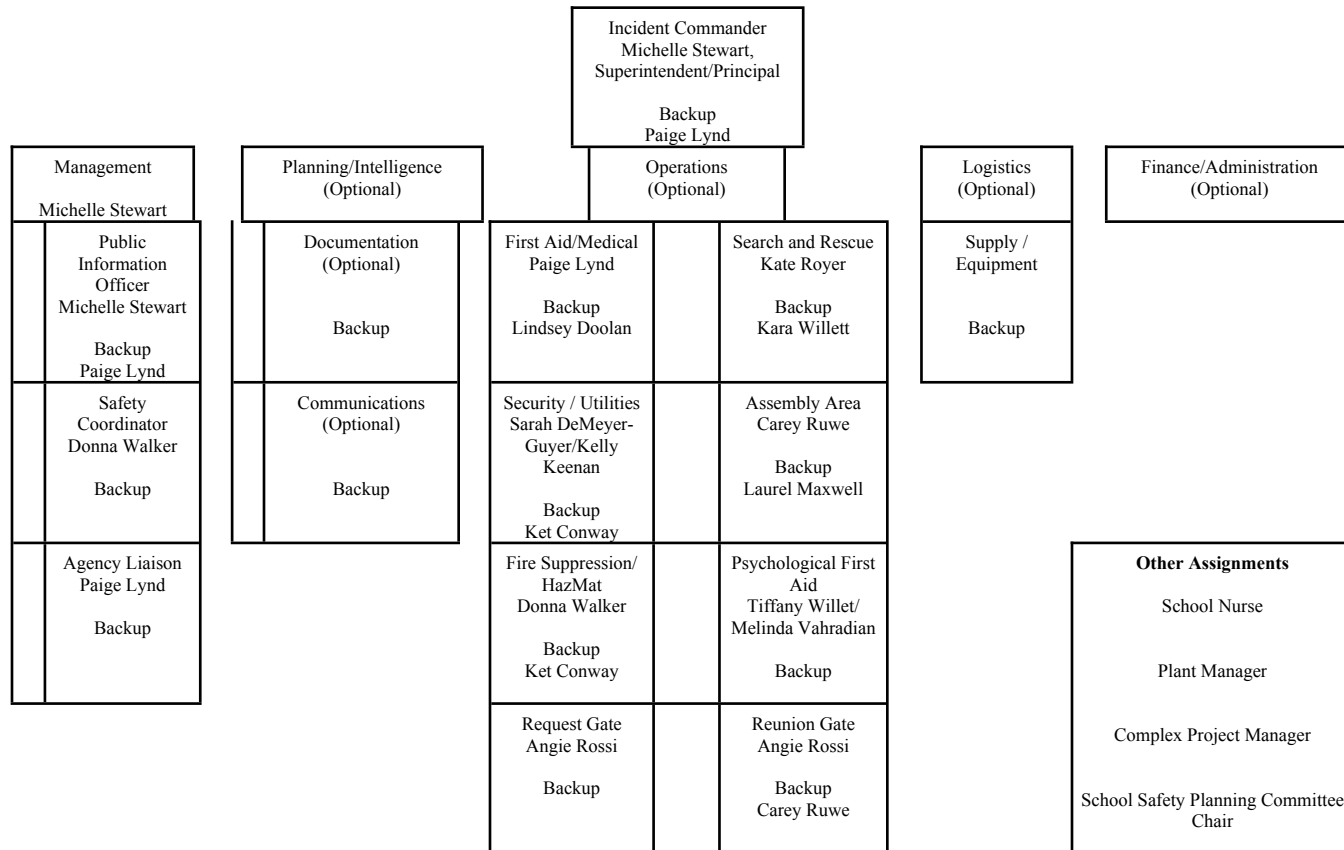 Incident Commander
Michelle Stewart,
Superintendent/Principal
Backup
Paige Lynd
Management
Michelle Stewart
Planning/Intelligence
(Optional)
Operations
(Optional)
Logistics
(Optional)
Finance/Administration
(Optional)
Public
Information
Officer
Michelle Stewart
Backup
Paige Lynd
Documentation
(Optional)
Backup
First Aid/Medical
Paige Lynd
Backup
Lindsey Doolan
Search and Rescue
Kate Royer
Backup
Kara Willett
Supply /
Equipment
Backup
Safety
Coordinator
Donna Walker
Backup
Communications
(Optional)
Backup
Security / Utilities
Sarah DeMeyer-
Guyer/Kelly
Keenan
Backup
Ket Conway
Assembly Area
Carey Ruwe
Backup
Laurel Maxwell
Agency Liaison
Paige Lynd
Backup
Fire Suppression/
HazMat
Donna Walker
Backup
Ket Conway
Psychological First
Aid
Tiffany Willet/
Melinda Vahradian
Backup
Other Assignments
School Nurse
Plant Manager
Complex Project Manager
School Safety Planning Committee
Chair
Request Gate
Angie Rossi
Backup
Reunion Gate
Angie Rossi
Backup
Carey Ruwe